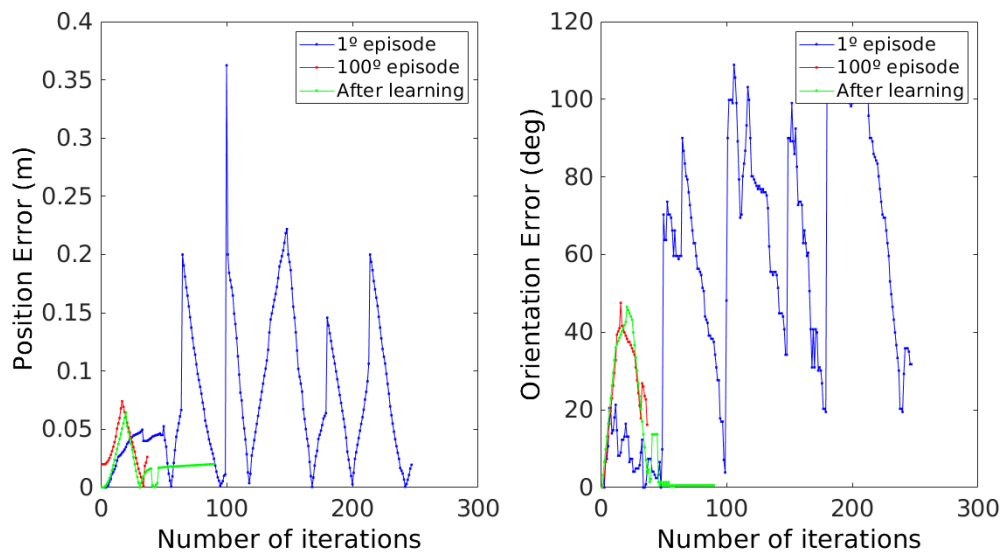 0.4
0.35
0.3
0.25
0.2
0.15
0.1
0.05
0
0
100
200
300
Position Error (m)
Number of iterations
1º episode
100º episode
After learning
120
100
80
60
40
20
0
0
100
200
300
Orientation Error (deg)
Number of iterations
1º episode
100º episode
After learning